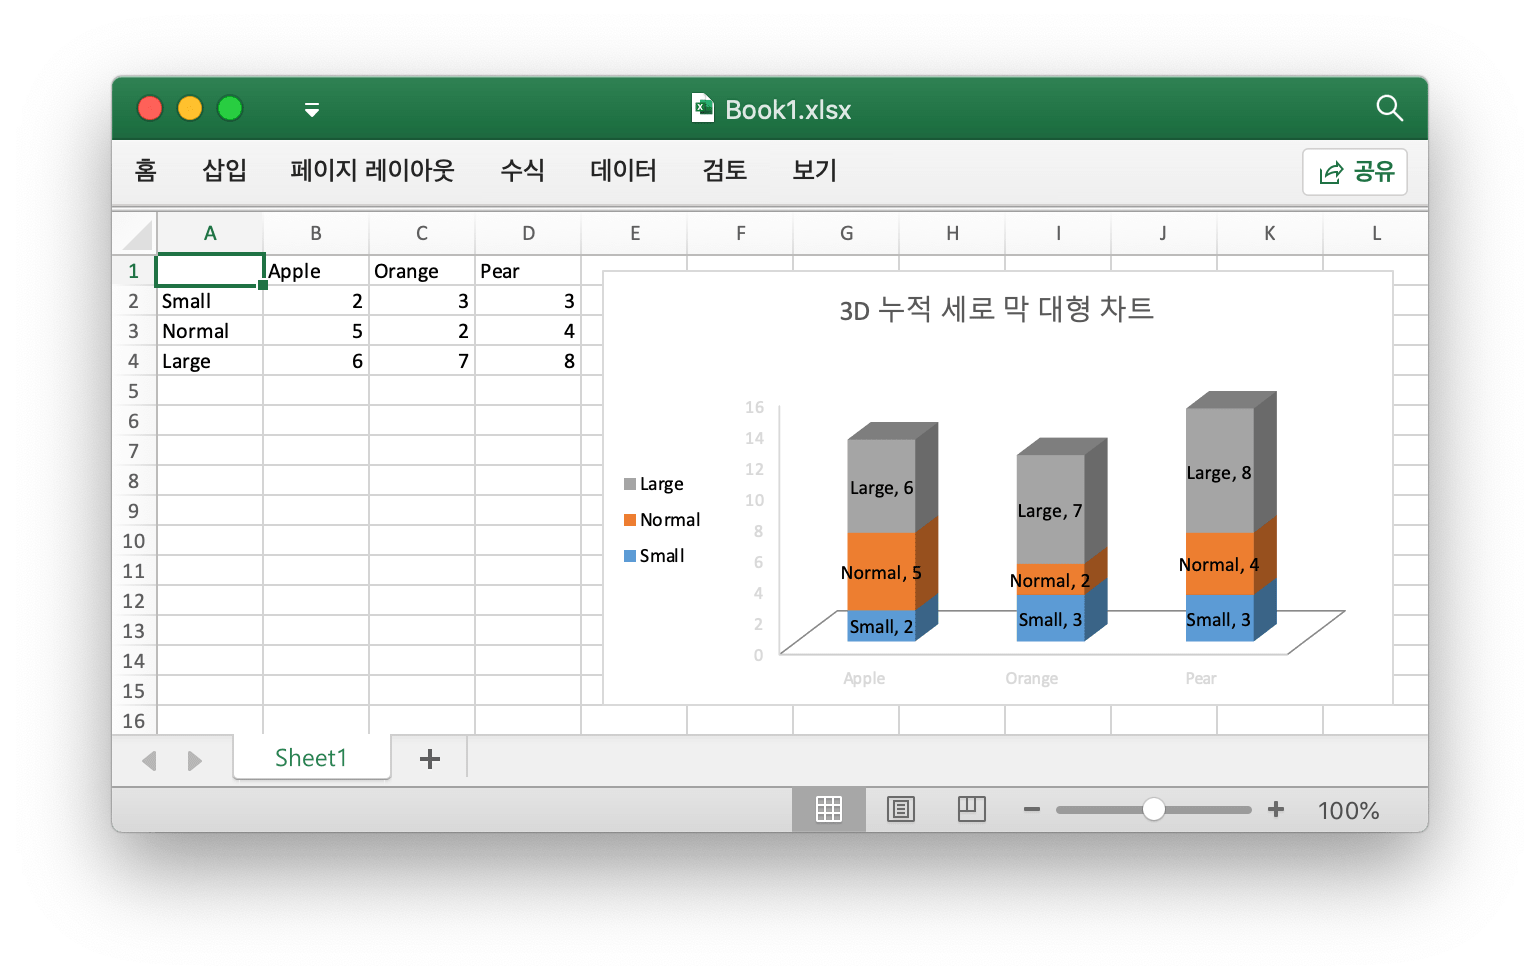 Book1.xlsx
홈 삽입 페이지 레이아웃 수식 데이터 검토 보기 공유
A B C D E F G H I J K L
1 Apple Orange Pear
2 Small 2 3 3
3 Normal 5 2 4
4 Large 6 7 8
5
6
7
8
9
10
11
12
13
14
15
16
3D 누적 세로 막 대형 차트
Large
Normal
Small
16
14
12
10
8
6
4
2
0
Large, 6
Normal, 5
Small, 2
Large, 7
Normal, 2
Small, 3
Large, 8
Normal, 4
Small, 3
Apple Orange Pear
Sheet1
100%